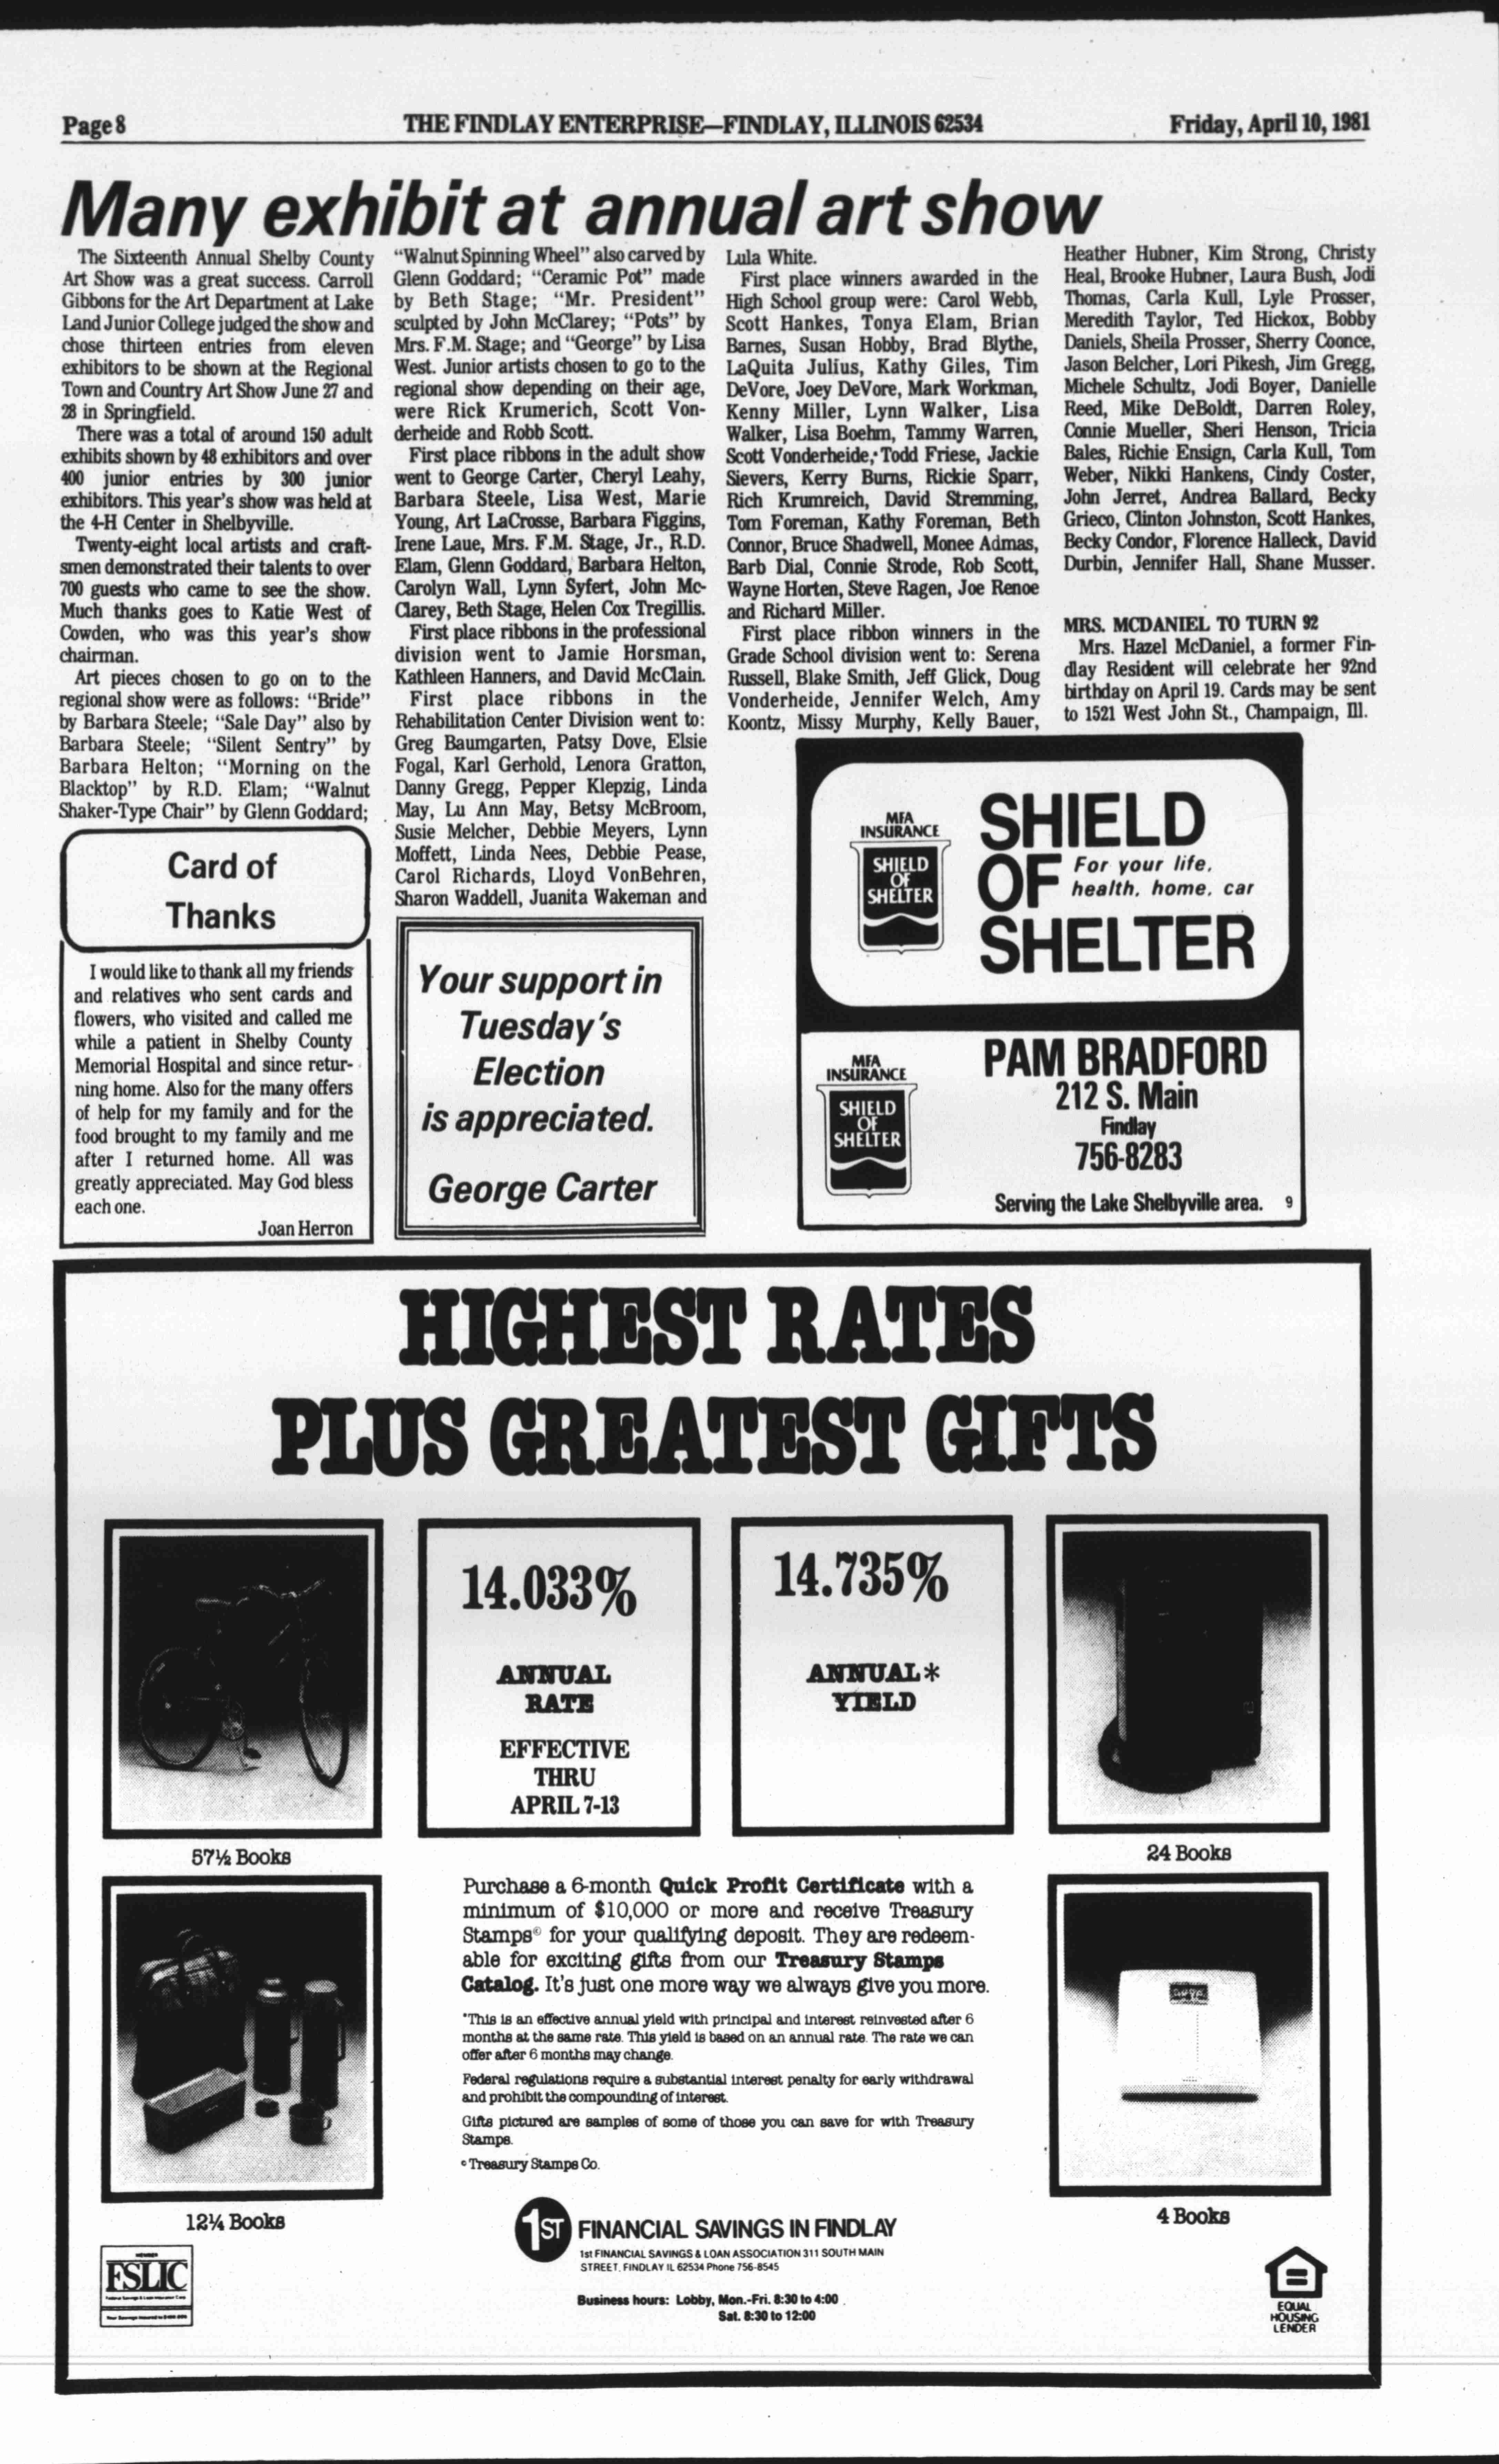 Page 8
THE FINDLAY ENTERPRISE—FINDLAY, ILLINOIS 62534
Friday, April 10, 1981
Many exhibit at annual art show
The Sixteenth Annual Shelby County
Art Show was a great success. Carroll
Gibbons for the Art Department at Lake
Land Junior College judged the show and
chose thirteen entries from eleven
exhibitors to be shown at the Regional
Town and Country Art Show June 27 and
28 in Springfield.
There was a total of around 150 adult
exhibits shown by 48 exhibitors and over
400 junior entries by 300 junior
exhibitors. This year's show was held at
the 4-H Center in Shelbyville.
Twenty-eight local artists and craft-
smen demonstrated their talents to over
700 guests who came to see the show.
Much thanks goes to Katie West of
Cowden, who was this year's show
chairman.
Art pieces chosen to go on to the
regional show were as follows: "Bride"
by Barbara Steele; "Sale Day" also by
Barbara Steele; "Silent Sentry" by
Barbara Helton; "Morning on the
Blacktop" by R.D. Elam; "Walnut
Shaker-Type Chair" by Glenn Goddard;
"Walnut Spinning Wheel" also carved by
Glenn Goddard; "Ceramic Pot" made
by Beth Stage; "Mr. President"
sculpted by John McClarey; "Pots" by
Mrs. F.M. Stage; and "George" by Lisa
West. Junior artists chosen to go to the
regional show depending on their age,
were Rick Krumerich, Scott Von-
derheide and Robb Scott.
First place ribbons in the adult show
went to George Carter, Cheryl Leahy,
Barbara Steele, Lisa West, Marie
Young, Art LaCrosse, Barbara Figgins,
Irene Laue, Mrs. F.M. Stage, Jr., R.D.
Elam, Glenn Goddard, Barbara Helton,
Carolyn Wall, Lynn Syfert, John Mc-
Clarey, Beth Stage, Helen Cox Tregillis.
First place ribbons in the professional
division went to Jamie Horsman,
Kathleen Hanners, and David McClain.
First place ribbons in the
Rehabilitation Center Division went to:
Greg Baumgarten, Patsy Dove, Elsie
Fogal, Karl Gerhold, Lenora Gratton,
Danny Gregg, Pepper Klepzig, Linda
May, Lu Ann May, Betsy McBroom,
Susie Melcher, Debbie Meyers, Lynn
Moffett, Linda Nees, Debbie Pease,
Carol Richards, Lloyd VonBehren,
Sharon Waddell, Juanita Wakeman and
Lula White.
First place winners awarded in the
High School group were: Carol Webb,
Scott Hankes, Tonya Elam, Brian
Barnes, Susan Hobby, Brad Blythe,
LaQuita Julius, Kathy Giles, Tim
DeVore, Joey DeVore, Mark Workman,
Kenny Miller, Lynn Walker, Lisa
Walker, Lisa Boehm, Tammy Warren,
Scott Vonderheide, Todd Friese, Jackie
Sievers, Kerry Burns, Rickie Sparr,
Rich Krumreich, David Stremming,
Tom Foreman, Kathy Foreman, Beth
Connor, Bruce Shadwell, Monee Admas,
Barb Dial, Connie Strode, Rob Scott,
Wayne Horten, Steve Ragen, Joe Renoe
and Richard Miller.
First place ribbon winners in the
Grade School division went to: Serena
Russell, Blake Smith, Jeff Glick, Doug
Vonderheide, Jennifer Welch, Amy
Koontz, Missy Murphy, Kelly Bauer,
Heather Hubner, Kim Strong, Christy
Heal, Brooke Hubner, Laura Bush, Jodi
Thomas, Carla Kull, Lyle Prosser,
Meredith Taylor, Ted Hickox, Bobby
Daniels, Sheila Prosser, Sherry Coonce,
Jason Belcher, Lori Pikesh, Jim Gregg,
Michele Schultz, Jodi Boyer, Danielle
Reed, Mike DeBoldt, Darren Roley,
Connie Mueller, Sheri Henson, Tricia
Bales, Richie Ensign, Carla Kull, Tom
Weber, Nikki Hankens, Cindy Coster,
John Jerret, Andrea Ballard, Becky
Grieco, Clinton Johnston, Scott Hankes,
Becky Condor, Florence Halleck, David
Durbin, Jennifer Hall, Shane Musser.
MRS. MCDANIEL TO TURN 92
Mrs. Hazel McDaniel, a former Fin-
dlay Resident will celebrate her 92nd
birthday on April 19. Cards may be sent
to 1521 West John St., Champaign, Ill.
Card of
Thanks
I would like to thank all my friends
and relatives who sent cards and
flowers, who visited and called me
while a patient in Shelby County
Memorial Hospital and since retur-
ning home. Also for the many offers
of help for my family and for the
food brought to my family and me
after I returned home. All was
greatly appreciated. May God bless
each one.
Joan Herron
Your support in
Tuesday's
Election
is appreciated.
George Carter
MFA
INSURANCE
SHIELD
OF
SHELTER
SHIELD
OF
SHELTER
For your life,
health, home, car
MFA
INSURANCE
SHIELD
OF
SHELTER
PAM BRADFORD
212 S. Main
Findlay
756-8283
Serving the Lake Shelbyville area. 9
HIGHEST RATES
PLUS GREATEST GIFTS
14.033%
ANNUAL
RATE
EFFECTIVE
THRU
APRIL 7-13
14.735%
ANNUAL*
YIELD
57½ Books
24 Books
Purchase a 6-month Quick Profit Certificate with a
minimum of $10,000 or more and receive Treasury
Stamps© for your qualifying deposit. They are redeem-
able for exciting gifts from our Treasury Stamps
Catalog. It's just one more way we always give you more.
*This is an effective annual yield with principal and interest reinvested after 6
months at the same rate. This yield is based on an annual rate. The rate we can
offer after 6 months may change.
Federal regulations require a substantial interest penalty for early withdrawal
and prohibit the compounding of interest.
Gifts pictured are samples of some of those you can save for with Treasury
Stamps.
© Treasury Stamps Co.
12¼ Books
4 Books
1ST FINANCIAL SAVINGS IN FINDLAY
1st FINANCIAL SAVINGS & LOAN ASSOCIATION 311 SOUTH MAIN
STREET, FINDLAY IL 62534 Phone 756-8545
Business hours: Lobby, Mon.-Fri. 8:30 to 4:00
Sat. 8:30 to 12:00
MEMBER
FSLIC
EQUAL
HOUSING
LENDER